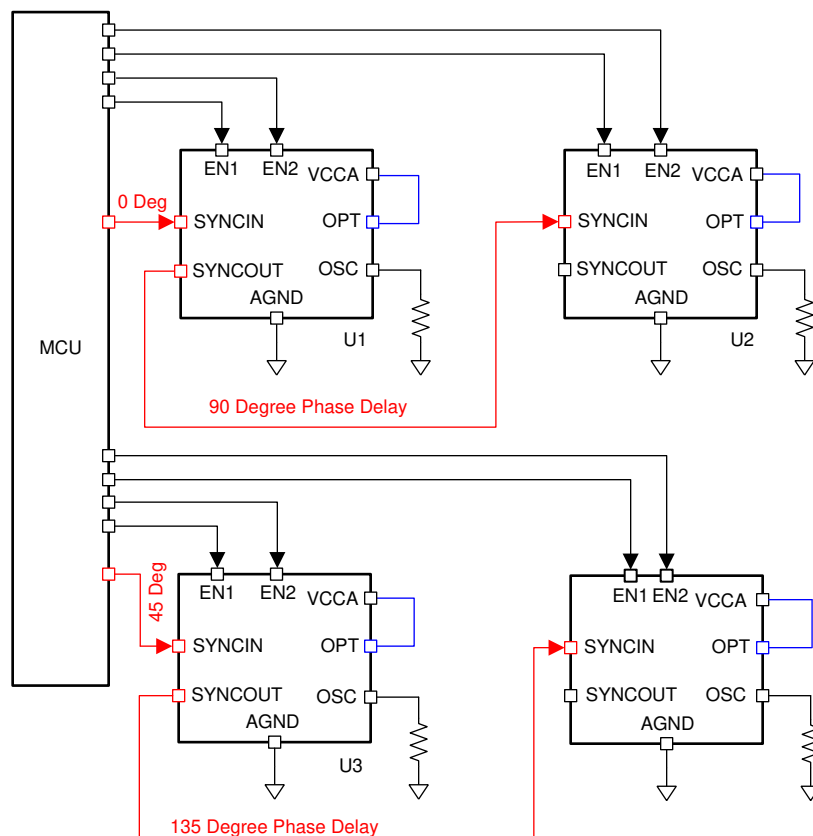 MCU
EN1
EN2
VCCA
0 Deg
SYNCIN
OPT
SYNCOUT
OSC
AGND
U1
EN1
EN2
VCCA
SYNCIN
OPT
SYNCOUT
OSC
AGND
U2
90 Degree Phase Delay
45 Deg
EN1
EN2
VCCA
SYNCIN
OPT
SYNCOUT
OSC
AGND
U3
EN1
EN2
VCCA
SYNCIN
OPT
SYNCOUT
OSC
AGND
135 Degree Phase Delay